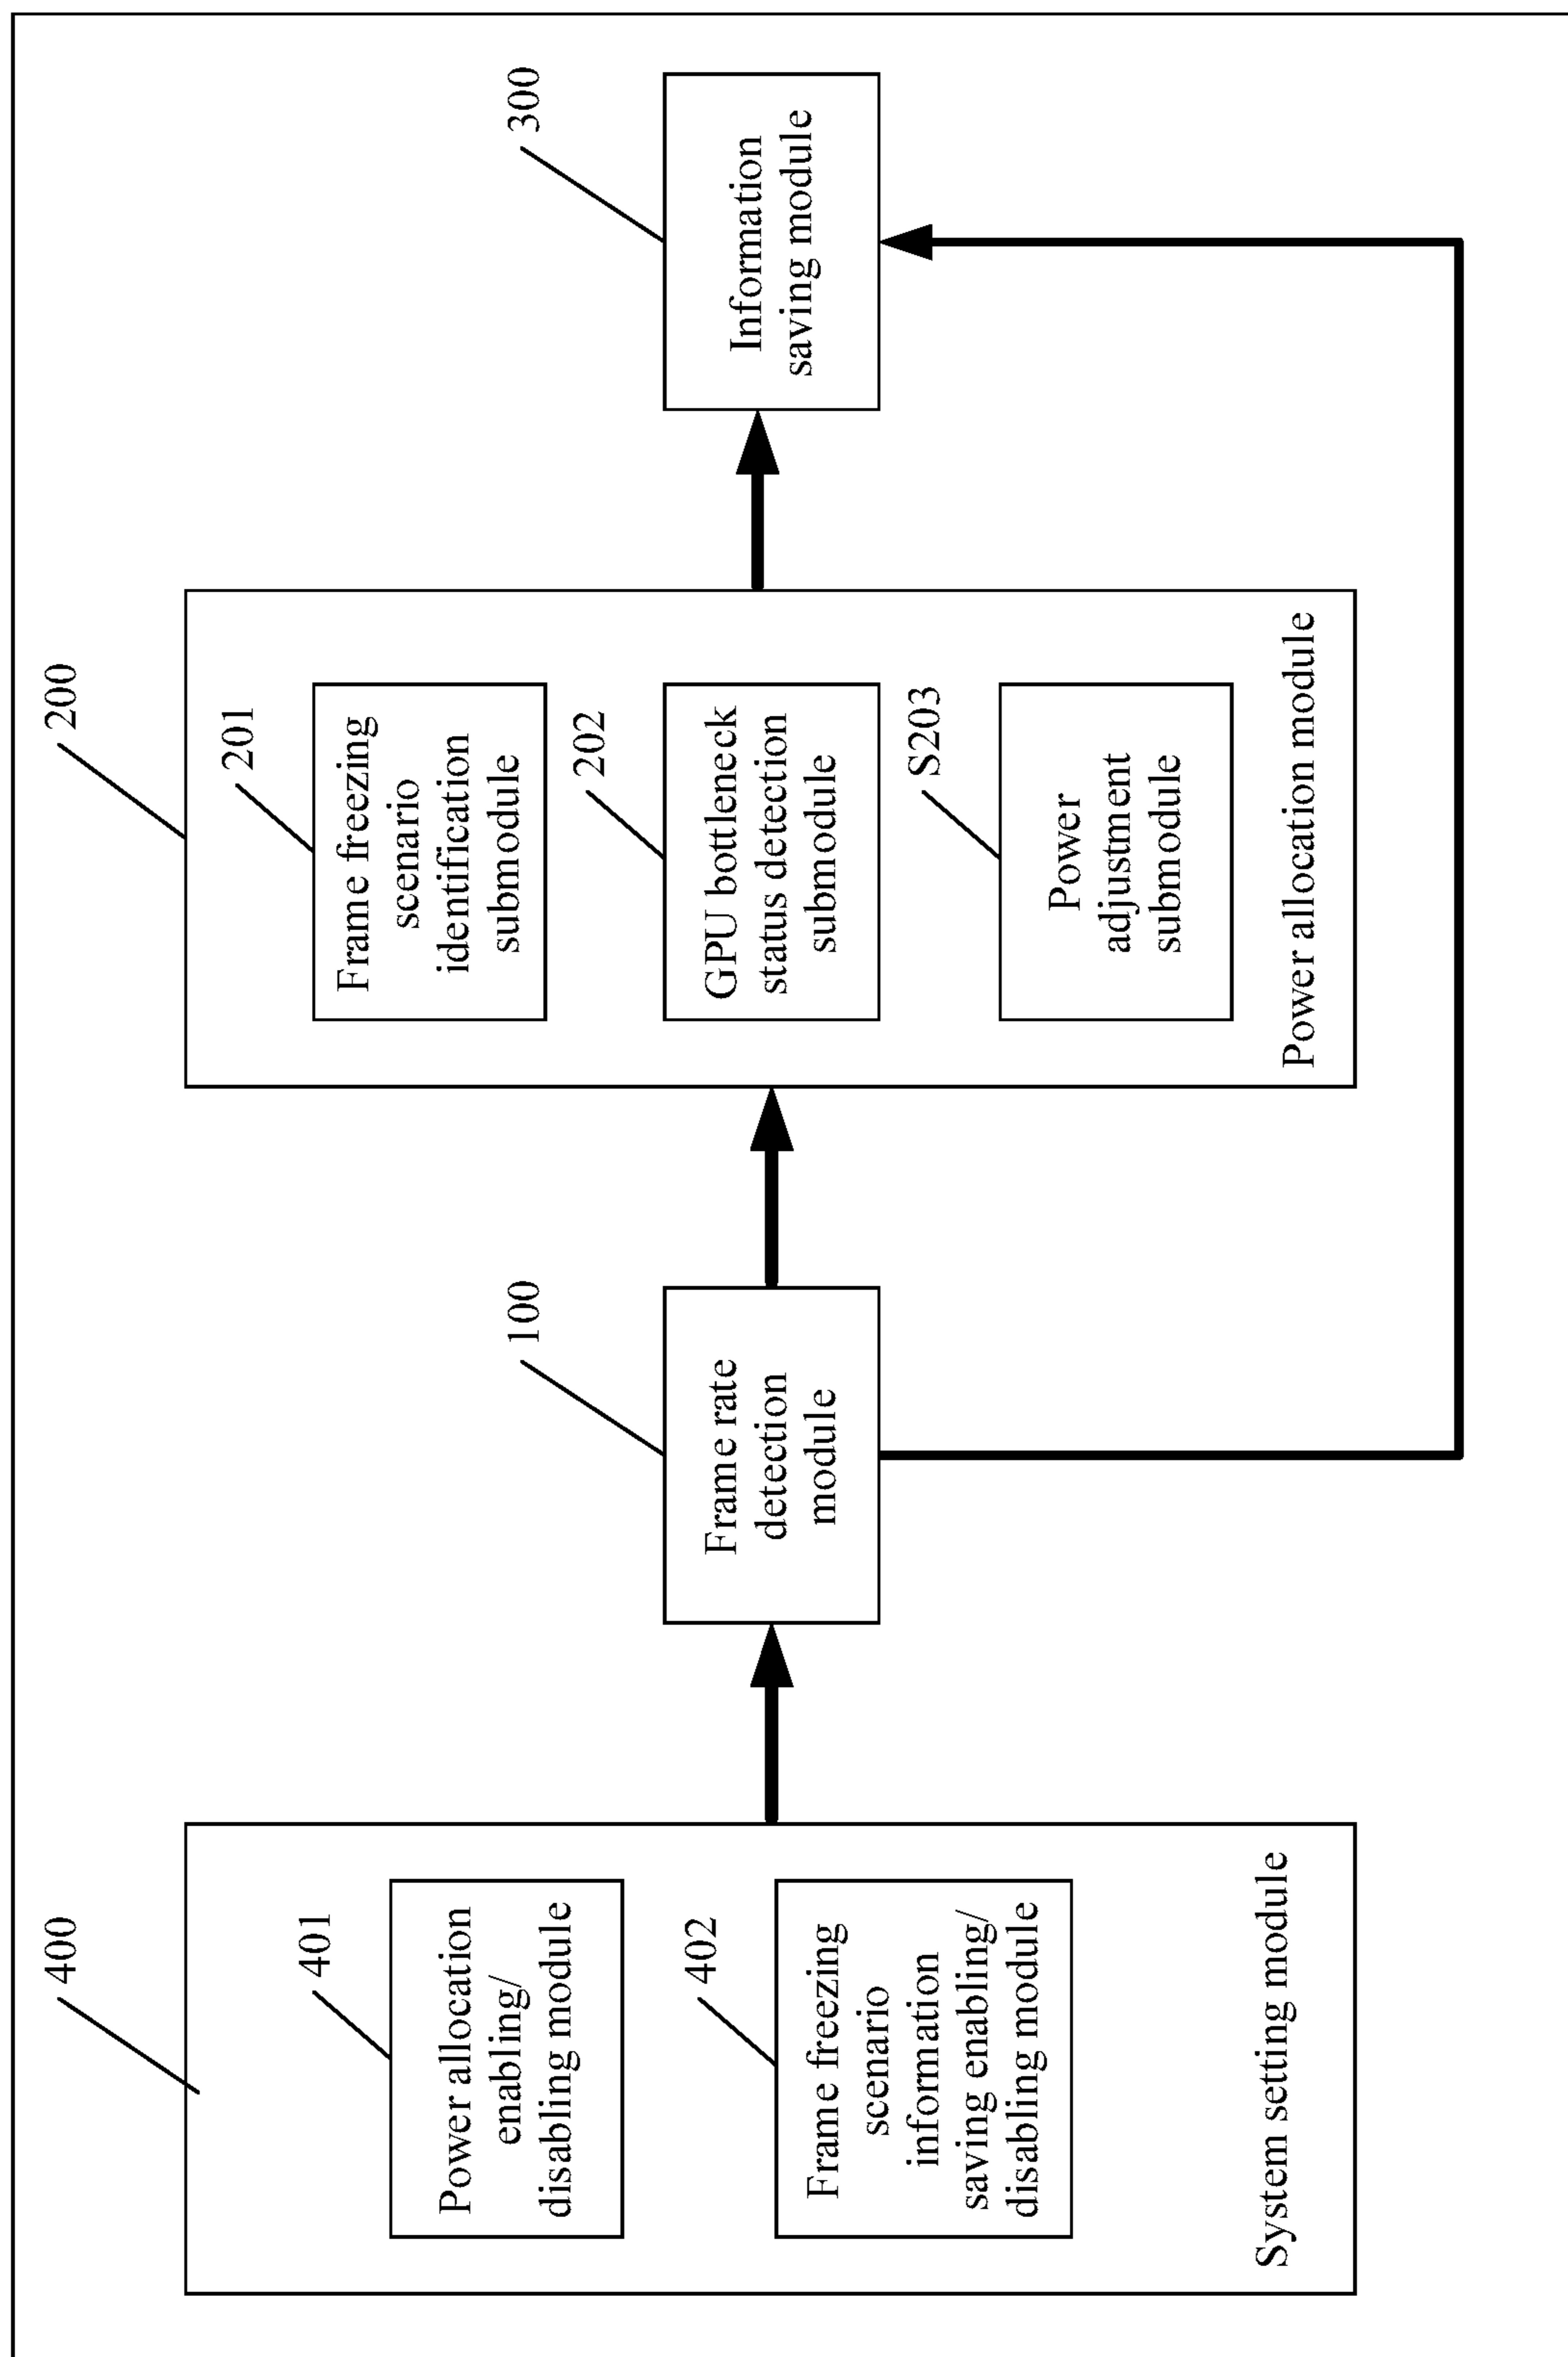 400
401
Power allocation
enabling/
disabling module
402
Frame freezing
scenario
information
saving enabling/
disabling module
System setting module
100
Frame rate
detection
module
200
201
Frame freezing
scenario
identification
submodule
202
GPU bottleneck
status detection
submodule
S203
Power
adjustment
submodule
Power allocation module
300
Information
saving module